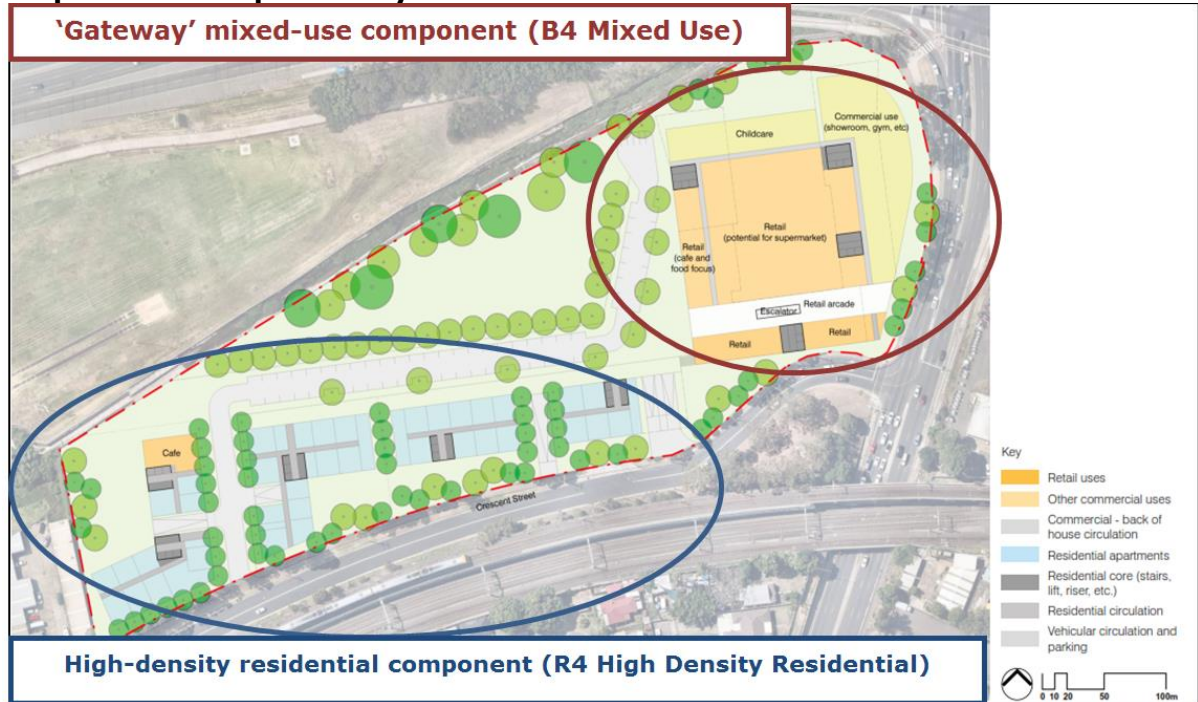 ‘Gateway’ mixed-use component (B4 Mixed Use)
Childcare
Commercial use
(showroom, gym, etc)
Retail
(potential for supermarket)
Retail
(cafe and
food focus)
Escalator
Retail arcade
Retail
Retail
Cafe
Crescent Street
High-density residential component (R4 High Density Residential)
Key
Retail uses
Other commercial uses
Commercial - back of
house circulation
Residential apartments
Residential core (stairs,
lift, riser, etc.)
Residential circulation
Vehicular circulation and
parking
0 10 20 50 100m